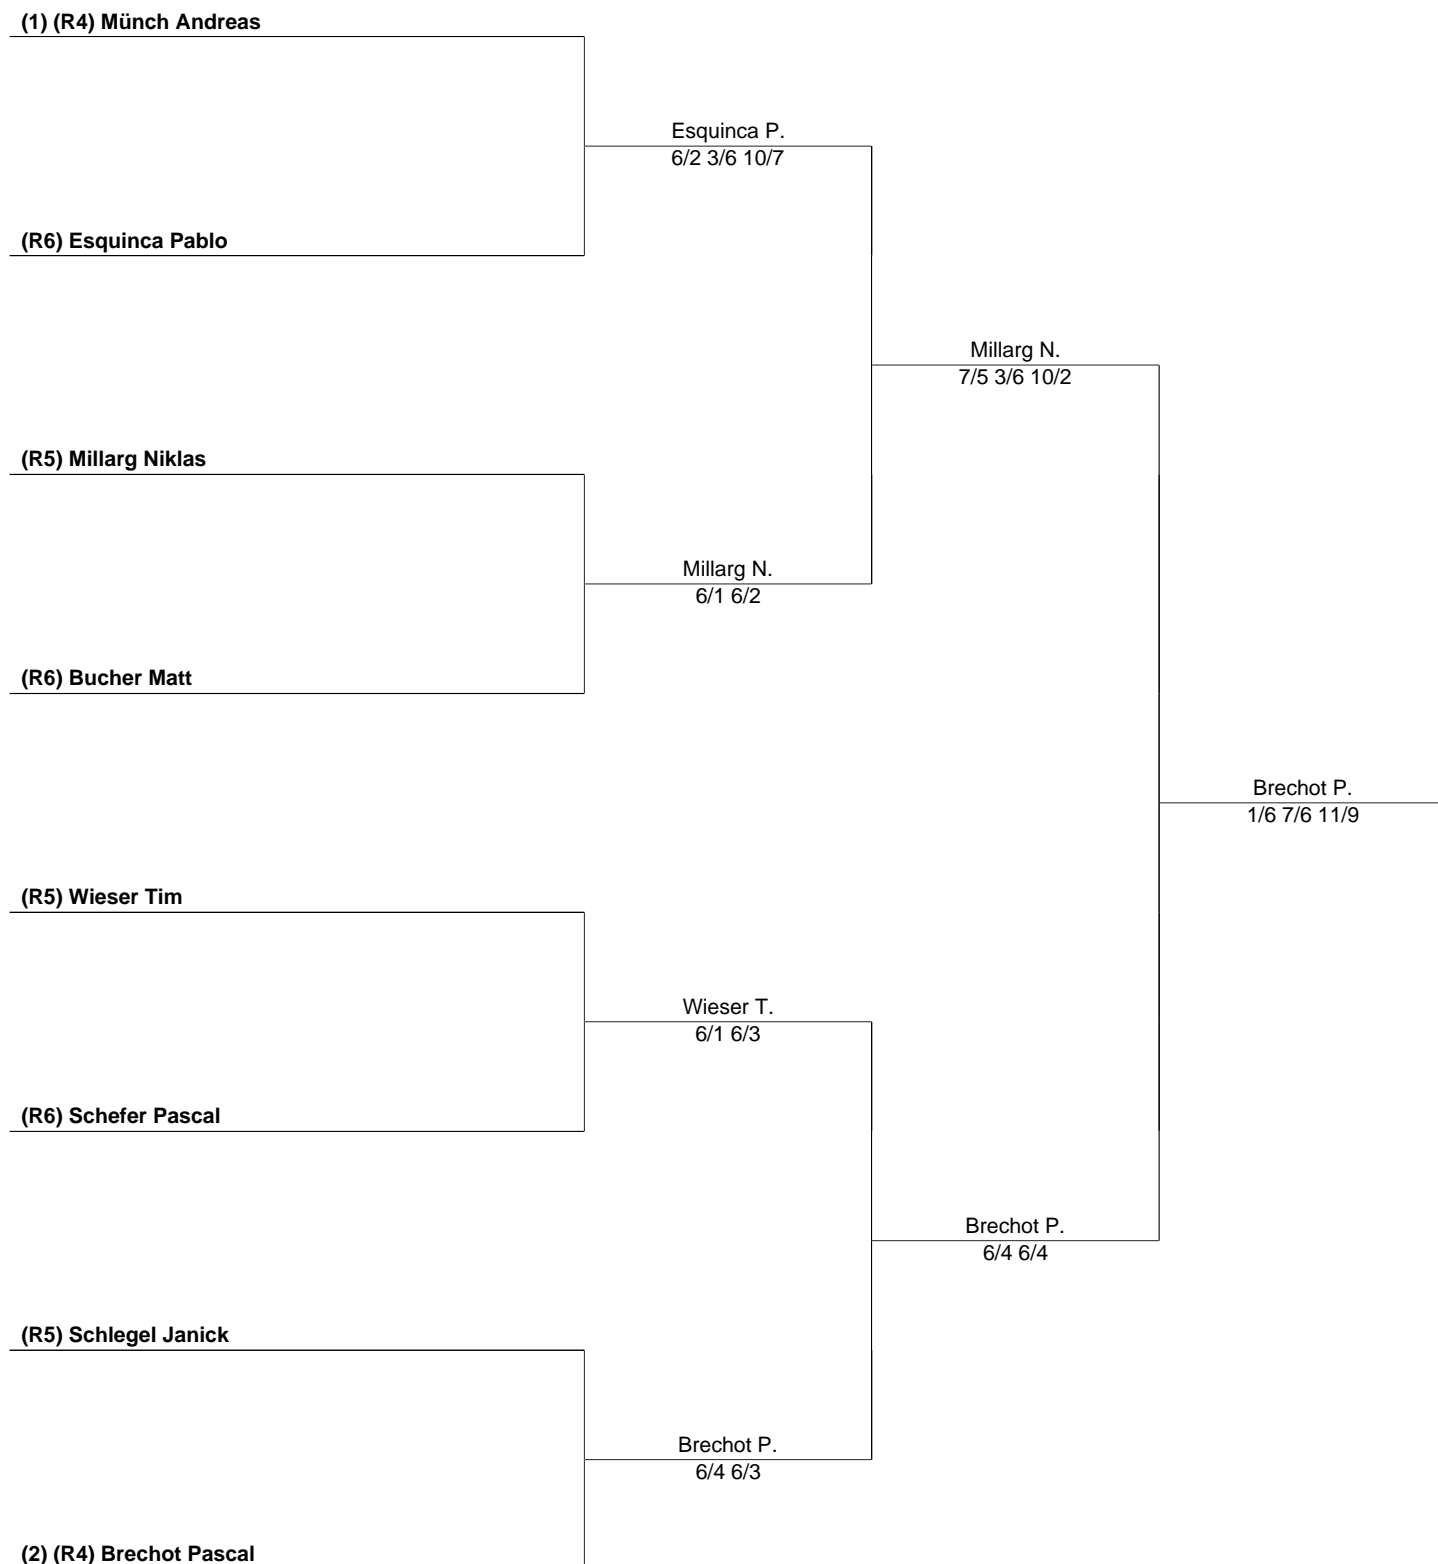 (1) (R4) Münch Andreas
Esquinca P.
6/2 3/6 10/7
(R6) Esquinca Pablo
Millarg N.
7/5 3/6 10/2
(R5) Millarg Niklas
Millarg N.
6/1 6/2
(R6) Bucher Matt
Brechot P.
1/6 7/6 11/9
(R5) Wieser Tim
Wieser T.
6/1 6/3
(R6) Schefer Pascal
Brechot P.
6/4 6/4
(R5) Schlegel Janick
Brechot P.
6/4 6/3
(2) (R4) Brechot Pascal